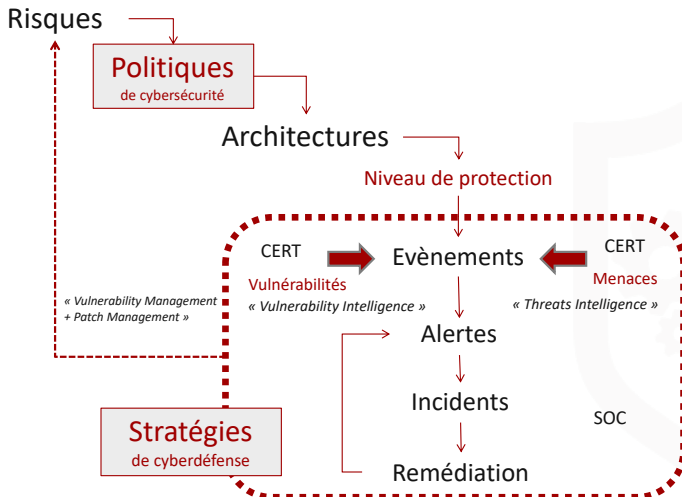 Risques
Politiques
de cybersécurité
Architectures
Niveau de protection
CERT
Evènements
CERT
Vulnérabilités
Menaces
« Vulnerability Management
+ Patch Management »
« Vulnerability Intelligence »
« Threats Intelligence »
Alertes
Incidents
SOC
Stratégies
de cyberdéfense
Remédiation